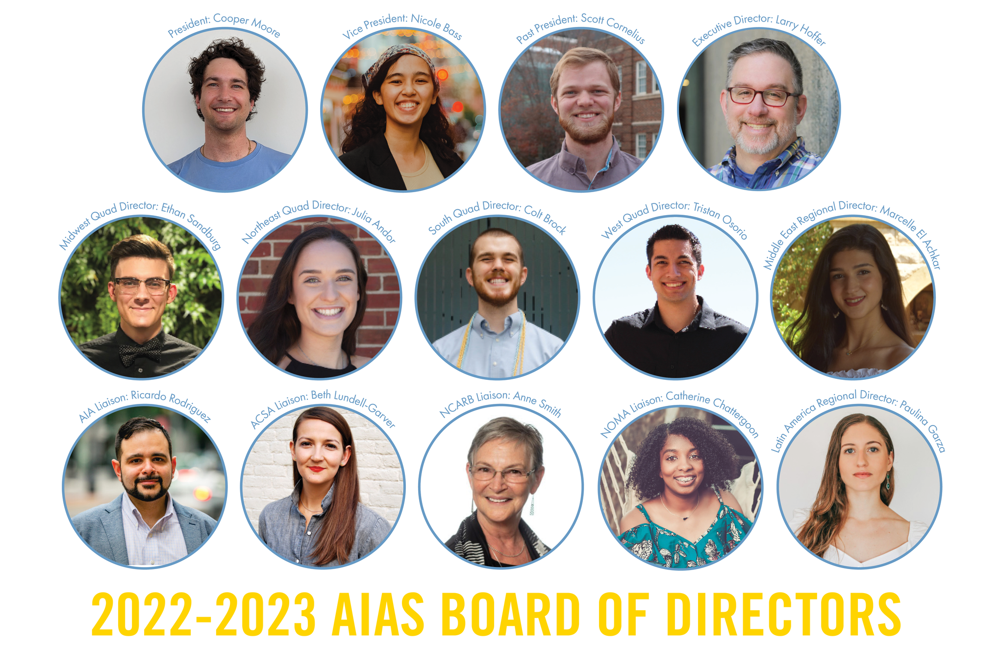 President: Cooper Moore
Vice President: Nicole Bass
Past President: Scott Cornelius
Executive Director: Larry Hoffer
Midwest Quad Director: Ethan Sandburg
Northeast Quad Director: Julia Andor
South Quad Director: Colt Brock
West Quad Director: Tristan Osorio
Middle East Regional Director: Marcelle El Achkar
AIA Liaison: Ricardo Rodriguez
ACSA Liaison: Beth Lundell-Garver
NCARB Liaison: Anne Smith
NOMA Liaison: Catherine Chattergoon
Latin America Regional Director: Paulina Garza
2022-2023 AIAS BOARD OF DIRECTORS